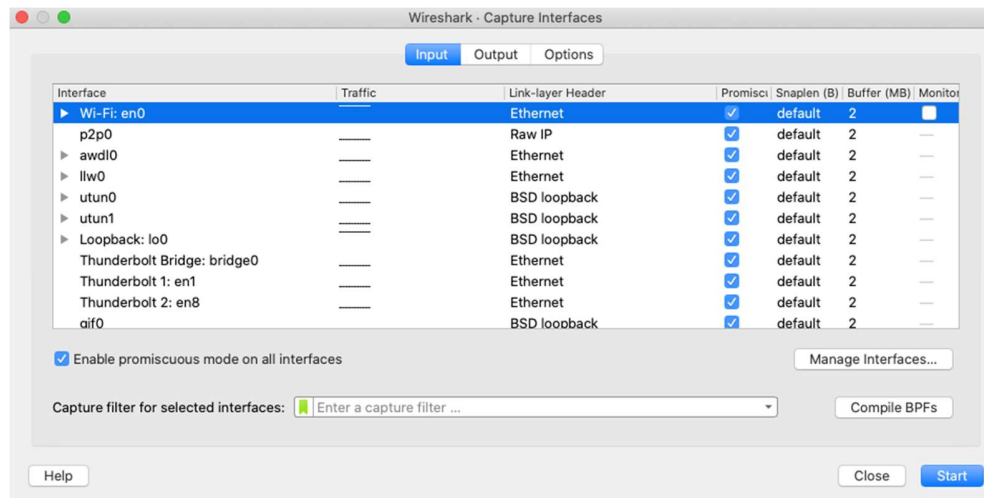 Wireshark · Capture Interfaces
Input Output Options
Interface Traffic Link-layer Header Promisci Snaplen (B) Buffer (MB) Monitor
Wi-Fi: en0 Ethernet default 2
p2p0 Raw IP default 2 —
awdl0 Ethernet default 2 —
llw0 Ethernet default 2 —
utun0 BSD loopback default 2 —
utun1 BSD loopback default 2 —
Loopback: lo0 BSD loopback default 2 —
Thunderbolt Bridge: bridge0 Ethernet default 2 —
Thunderbolt 1: en1 Ethernet default 2 —
Thunderbolt 2: en8 Ethernet default 2 —
gif0 BSD loopback default 2 —
Enable promiscuous mode on all interfaces Manage Interfaces...
Capture filter for selected interfaces: Enter a capture filter ... Compile BPFs
Help Close Start